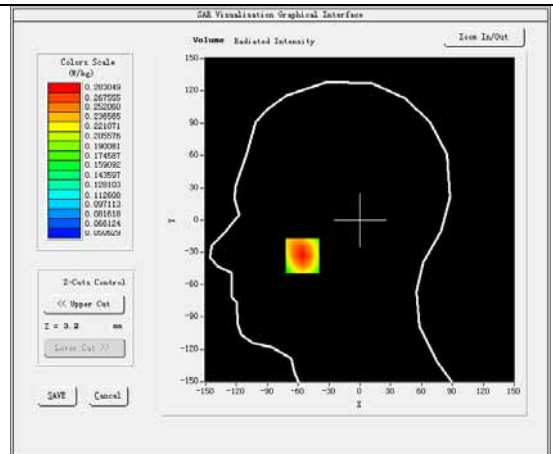 SAR Visualisation Graphical Interface
Volume Radiated Intensity
Zoom In/Out
Colors Scale
(W/kg)
0.283049
0.267555
0.252060
0.236565
0.221071
0.205576
0.190081
0.174587
0.159092
0.143597
0.128103
0.112608
0.097113
0.081618
0.066124
0.050629
Z-Cuts Control
<< Upper Cut
Z = 3.2 mm
Lower Cut >>
SAVE Cancel
150
120
90
60
30
0
-30
-60
-90
-120
-150
Y
-150 -120 -90 -60 -30 0 30 60 90 120 150
X